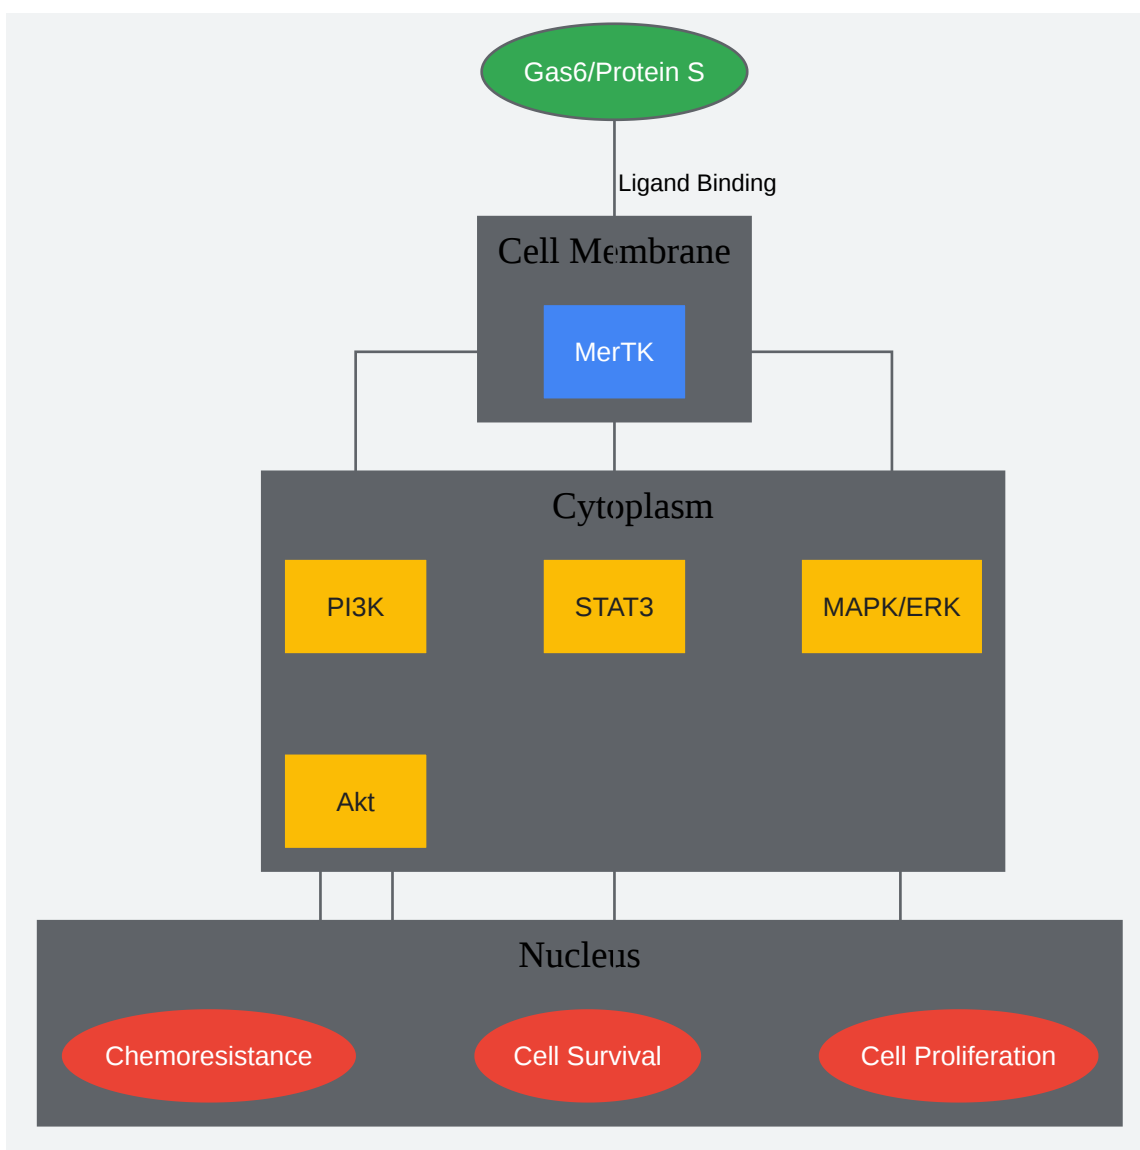 Gas6/Protein S
Ligand Binding
Cell Membrane
MerTK
Cytoplasm
PI3K
STAT3
MAPK/ERK
Akt
Nucleus
Chemoresistance
Cell Survival
Cell Proliferation